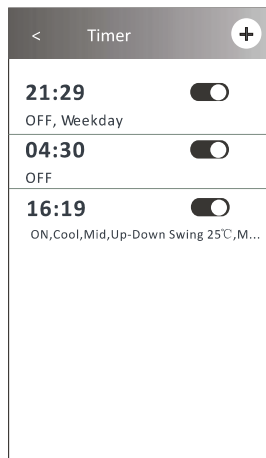 < Timer +
21:29
OFF, Weekday
04:30
OFF
16:19
ON,Cool,Mid,Up-Down Swing 25℃,M...